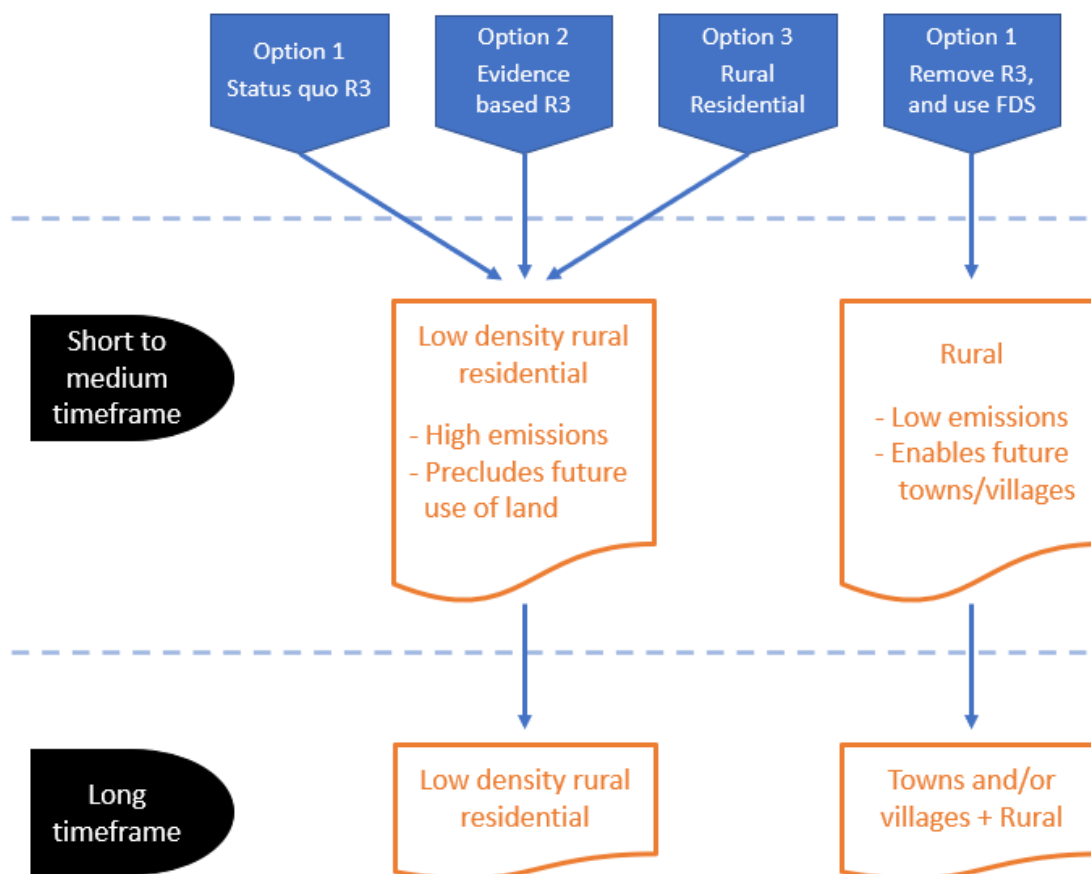 Option 1
Status quo R3
Option 2
Evidence
based R3
Option 3
Rural
Residential
Option 1
Remove R3,
and use FDS
Short to
medium
timeframe
Low density rural
residential
- High emissions
- Precludes future
use of land
Rural
- Low emissions
- Enables future
towns/villages
Long
timeframe
Low density rural
residential
Towns and/or
villages + Rural